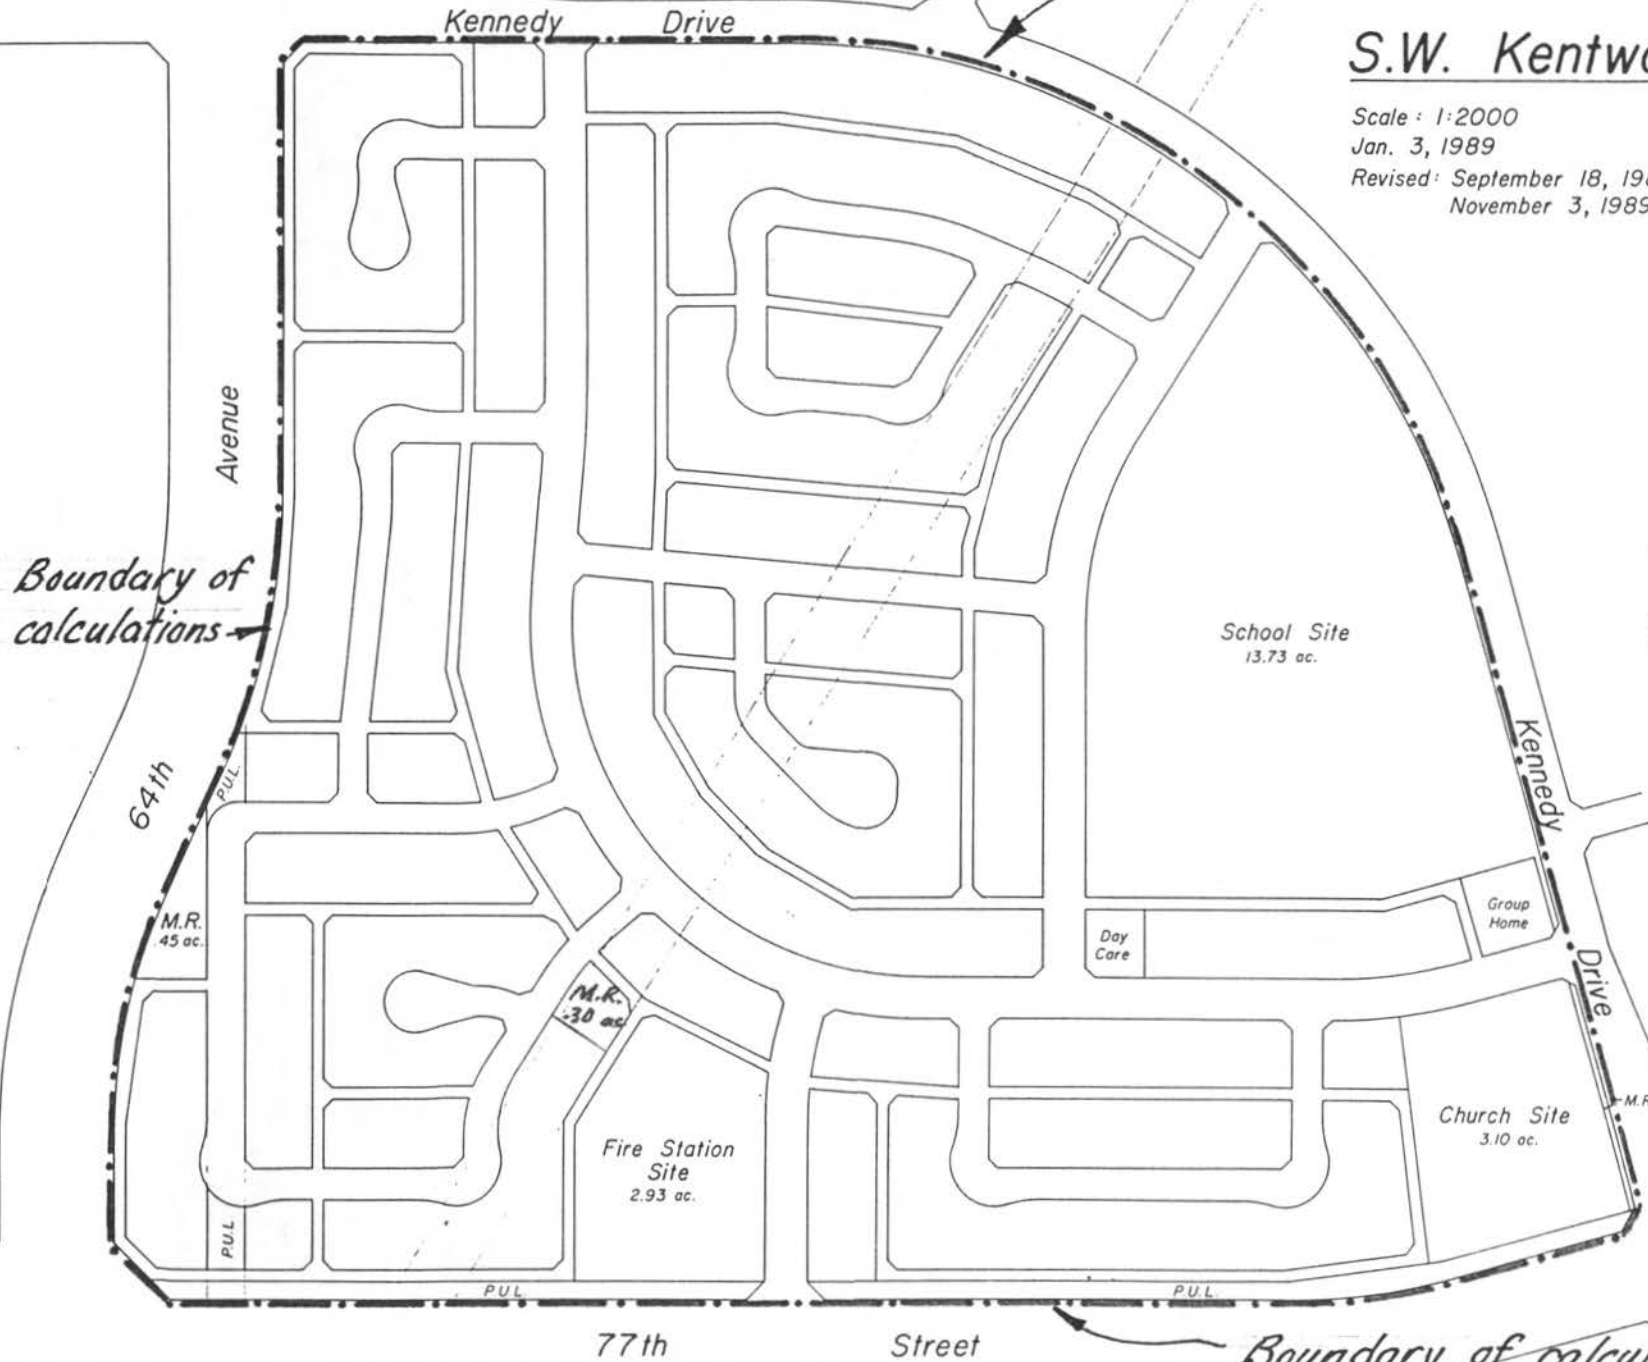 Kennedy Drive
S.W.
Scale : 1:2000
Jan. 3, 1989
Revised : September 18,
November 3, 1989
Avenue
Boundary of
calculations
School Site
13.73 ac.
Kennedy
64th
P.U.L.
M.R.
.45 ac.
Group
Home
Day
Care
Drive
M.R.
.30 ac
Church Site
3.10 ac.
Fire Station
Site
2.93 ac.
P.U.L
P.U.L.
P.U.L.
77th Street
Boundary of